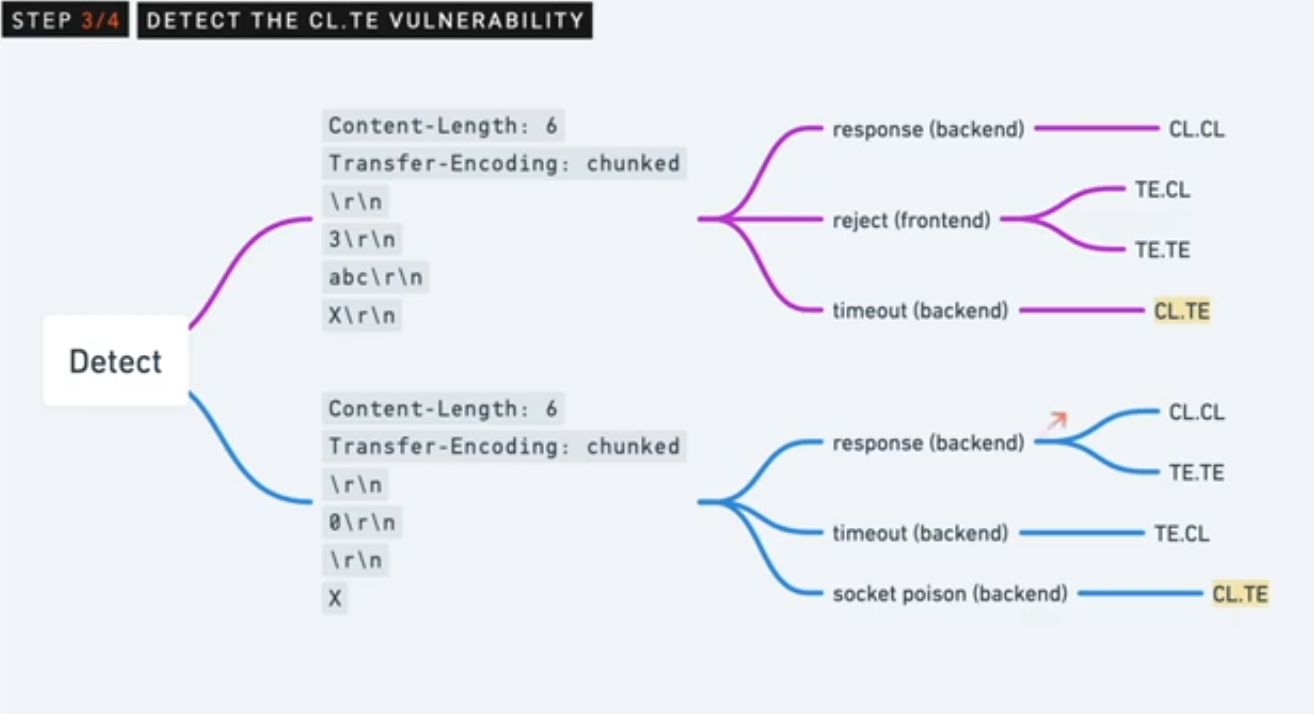 STEP 3/4 DETECT THE CL.TE VULNERABILITY
Detect
Content-Length: 6
Transfer-Encoding: chunked
\r\n
3\r\n
abc\r\n
X\r\n
response (backend)
CL.CL
reject (frontend)
TE.CL
TE.TE
timeout (backend)
CL.TE
Content-Length: 6
Transfer-Encoding: chunked
\r\n
0\r\n
\r\n
X
response (backend)
CL.CL
TE.TE
timeout (backend)
TE.CL
socket poison (backend)
CL.TE